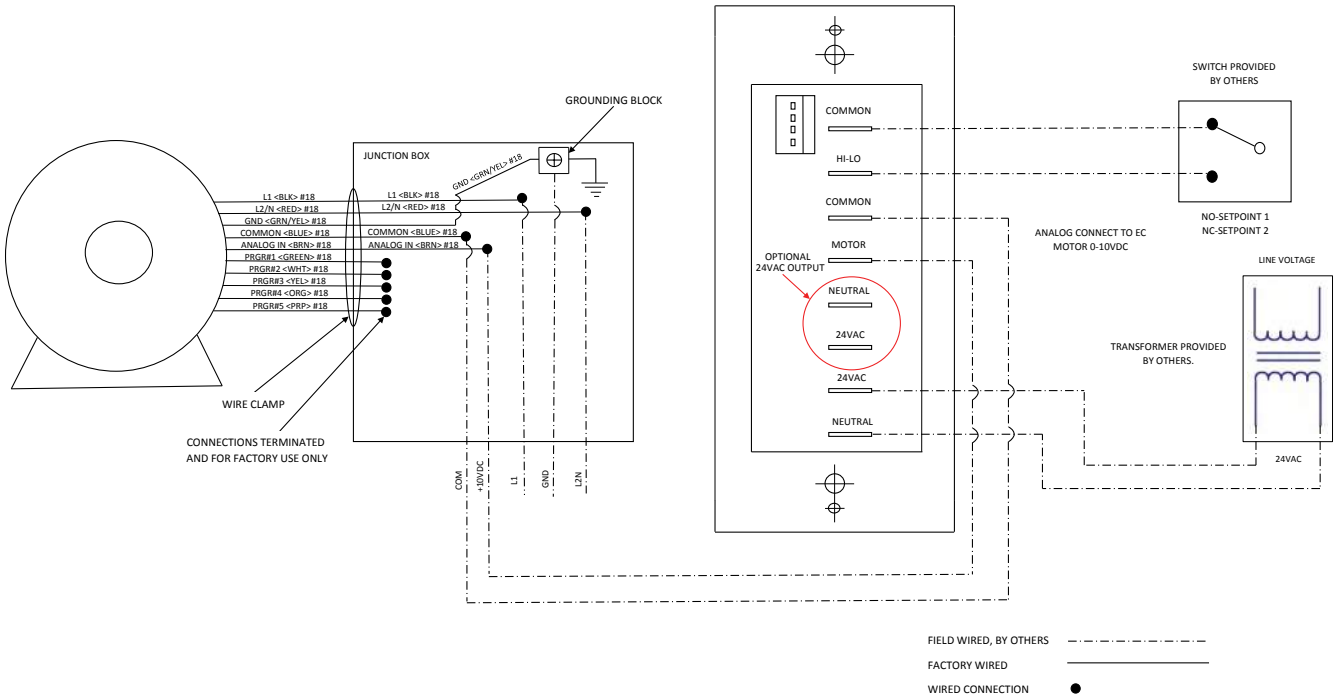 GROUNDING BLOCK
JUNCTION BOX
GND <GRN/YEL> #18
L1 <BLK> #18
L2/N <RED> #18
GND <GRN/YEL> #18
COMMON <BLUE> #18
ANALOG IN <BRN> #18
PRGR#1 <GREEN> #18
PRGR#2 <WHT> #18
PRGR#3 <YEL> #18
PRGR#4 <ORG> #18
PRGR#5 <PRP> #18
L1 <BLK> #18
L2/N <RED> #18
COMMON <BLUE> #18
ANALOG IN <BRN> #18
WIRE CLAMP
CONNECTIONS TERMINATED
AND FOR FACTORY USE ONLY
COM
+10VDC
L1
GND
L2N
COMMON
HI-LO
COMMON
MOTOR
OPTIONAL
24VAC OUTPUT
NEUTRAL
24VAC
24VAC
NEUTRAL
SWITCH PROVIDED
BY OTHERS
NO-SETPOINT 1
NC-SETPOINT 2
ANALOG CONNECT TO EC
MOTOR 0-10VDC
LINE VOLTAGE
TRANSFORMER PROVIDED
BY OTHERS.
24VAC
FIELD WIRED, BY OTHERS
FACTORY WIRED
WIRED CONNECTION